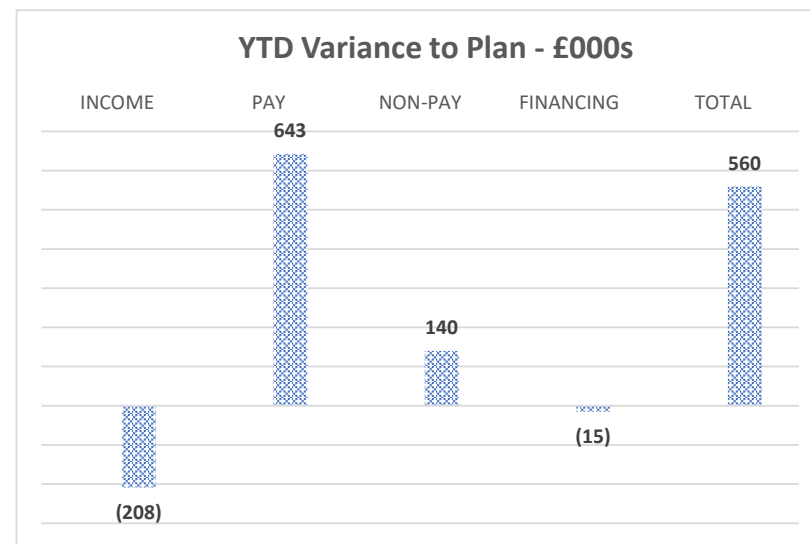 YTD Variance to Plan - £000s
INCOME PAY NON-PAY FINANCING TOTAL
643
560
140
(15)
(208)